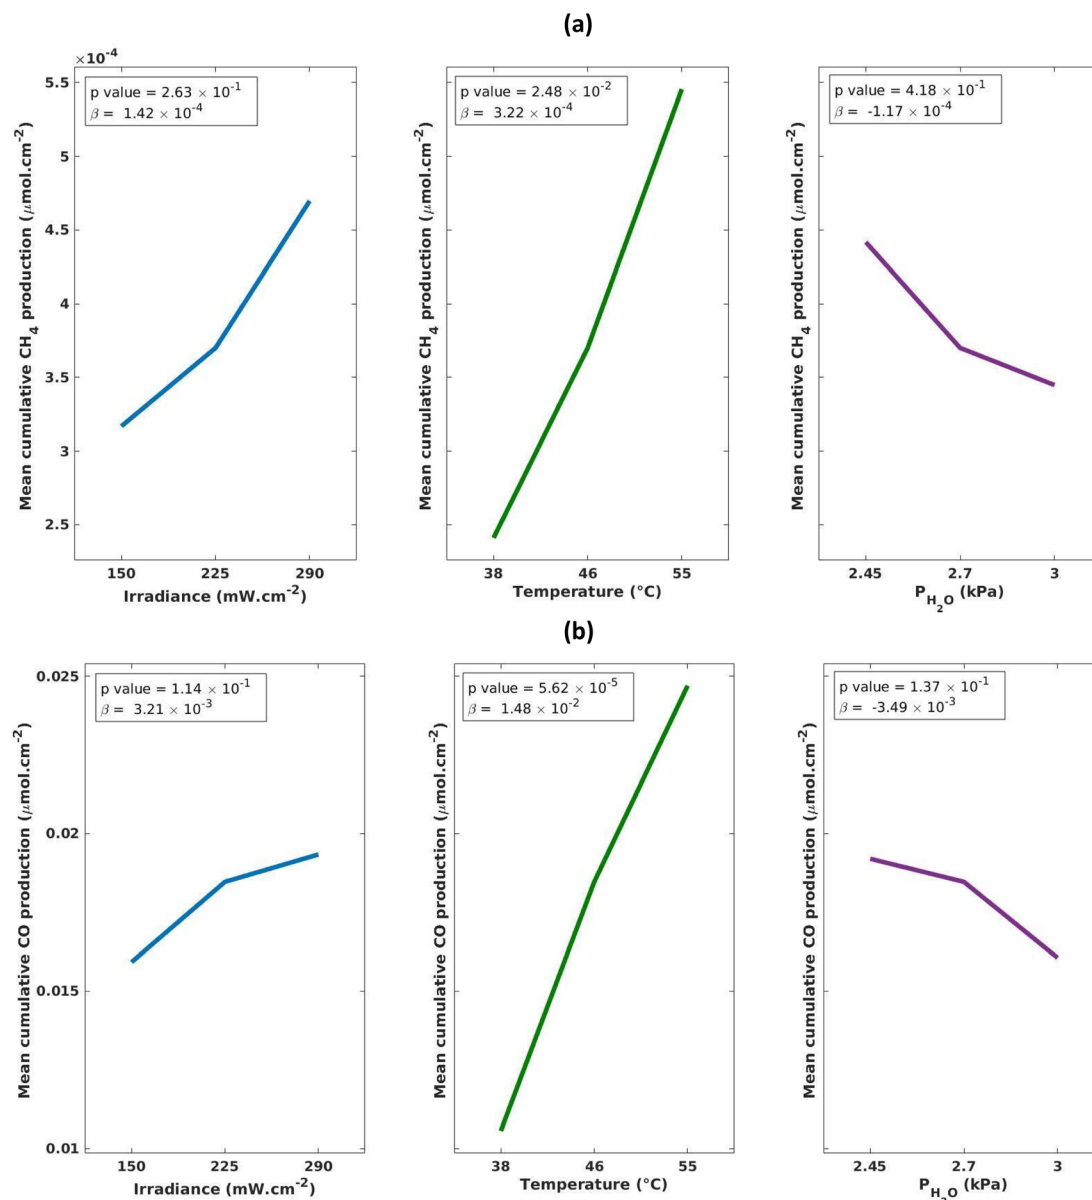 (a)
×10⁻⁴
5.5
5
4.5
4
3.5
3
2.5
Mean cumulative CH₄ production (μmol.cm⁻²)
p value = 2.63 × 10⁻¹
β = 1.42 × 10⁻⁴
150 225 290
Irradiance (mW.cm⁻²)
Mean cumulative CH₄ production (μmol.cm⁻²)
p value = 2.48 × 10⁻²
β = 3.22 × 10⁻⁴
38 46 55
Temperature (°C)
Mean cumulative CH₄ production (μmol.cm⁻²)
p value = 4.18 × 10⁻¹
β = -1.17 × 10⁻⁴
2.45 2.7 3
P_H₂O (kPa)
(b)
0.025
0.02
0.015
0.01
Mean cumulative CO production (μmol.cm⁻²)
p value = 1.14 × 10⁻¹
β = 3.21 × 10⁻³
150 225 290
Irradiance (mW.cm⁻²)
Mean cumulative CO production (μmol.cm⁻²)
p value = 5.62 × 10⁻⁵
β = 1.48 × 10⁻²
38 46 55
Temperature (°C)
Mean cumulative CO production (μmol.cm⁻²)
p value = 1.37 × 10⁻¹
β = -3.49 × 10⁻³
2.45 2.7 3
P_H₂O (kPa)